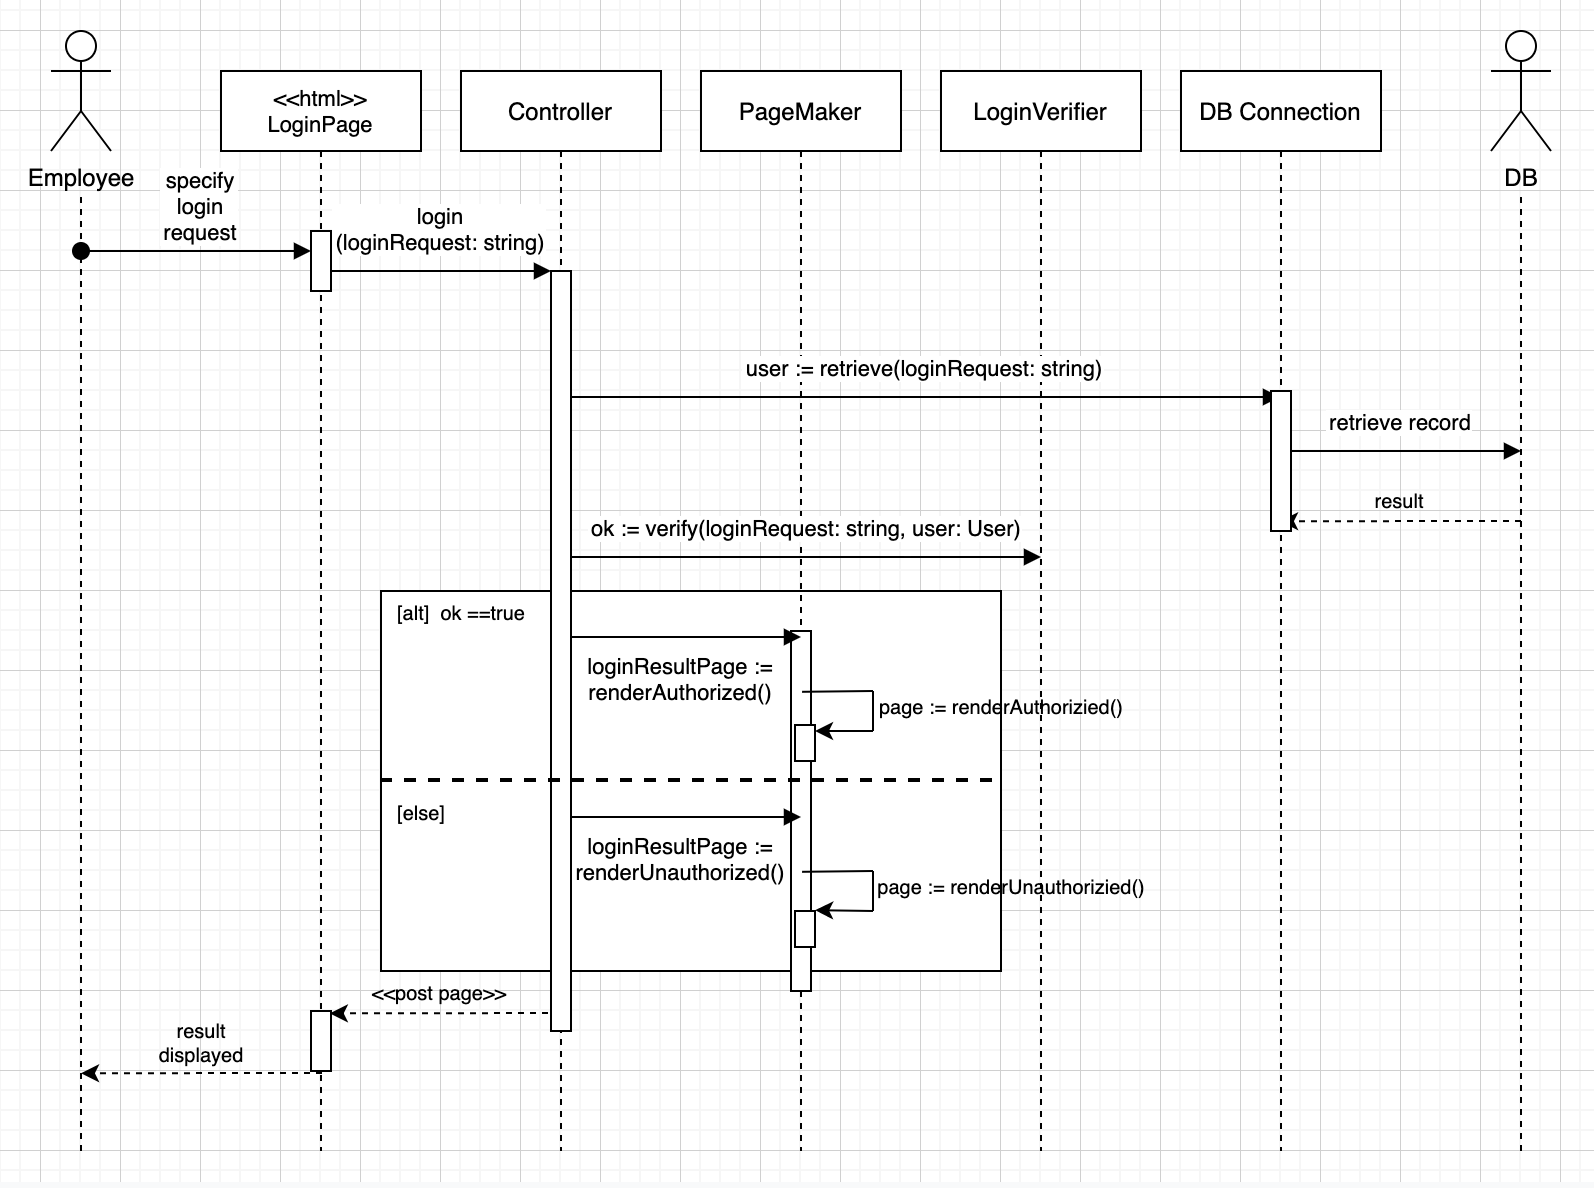 <<html>>
LoginPage
Controller
PageMaker
LoginVerifier
DB Connection
Employee
DB
specify
login
request
login
(loginRequest: string)
user := retrieve(loginRequest: string)
retrieve record
result
ok := verify(loginRequest: string, user: User)
[alt]  ok ==true
loginResultPage :=
renderAuthorized()
page := renderAuthorizied()
[else]
loginResultPage :=
renderUnauthorized()
page := renderUnauthorizied()
<<post page>>
result
displayed